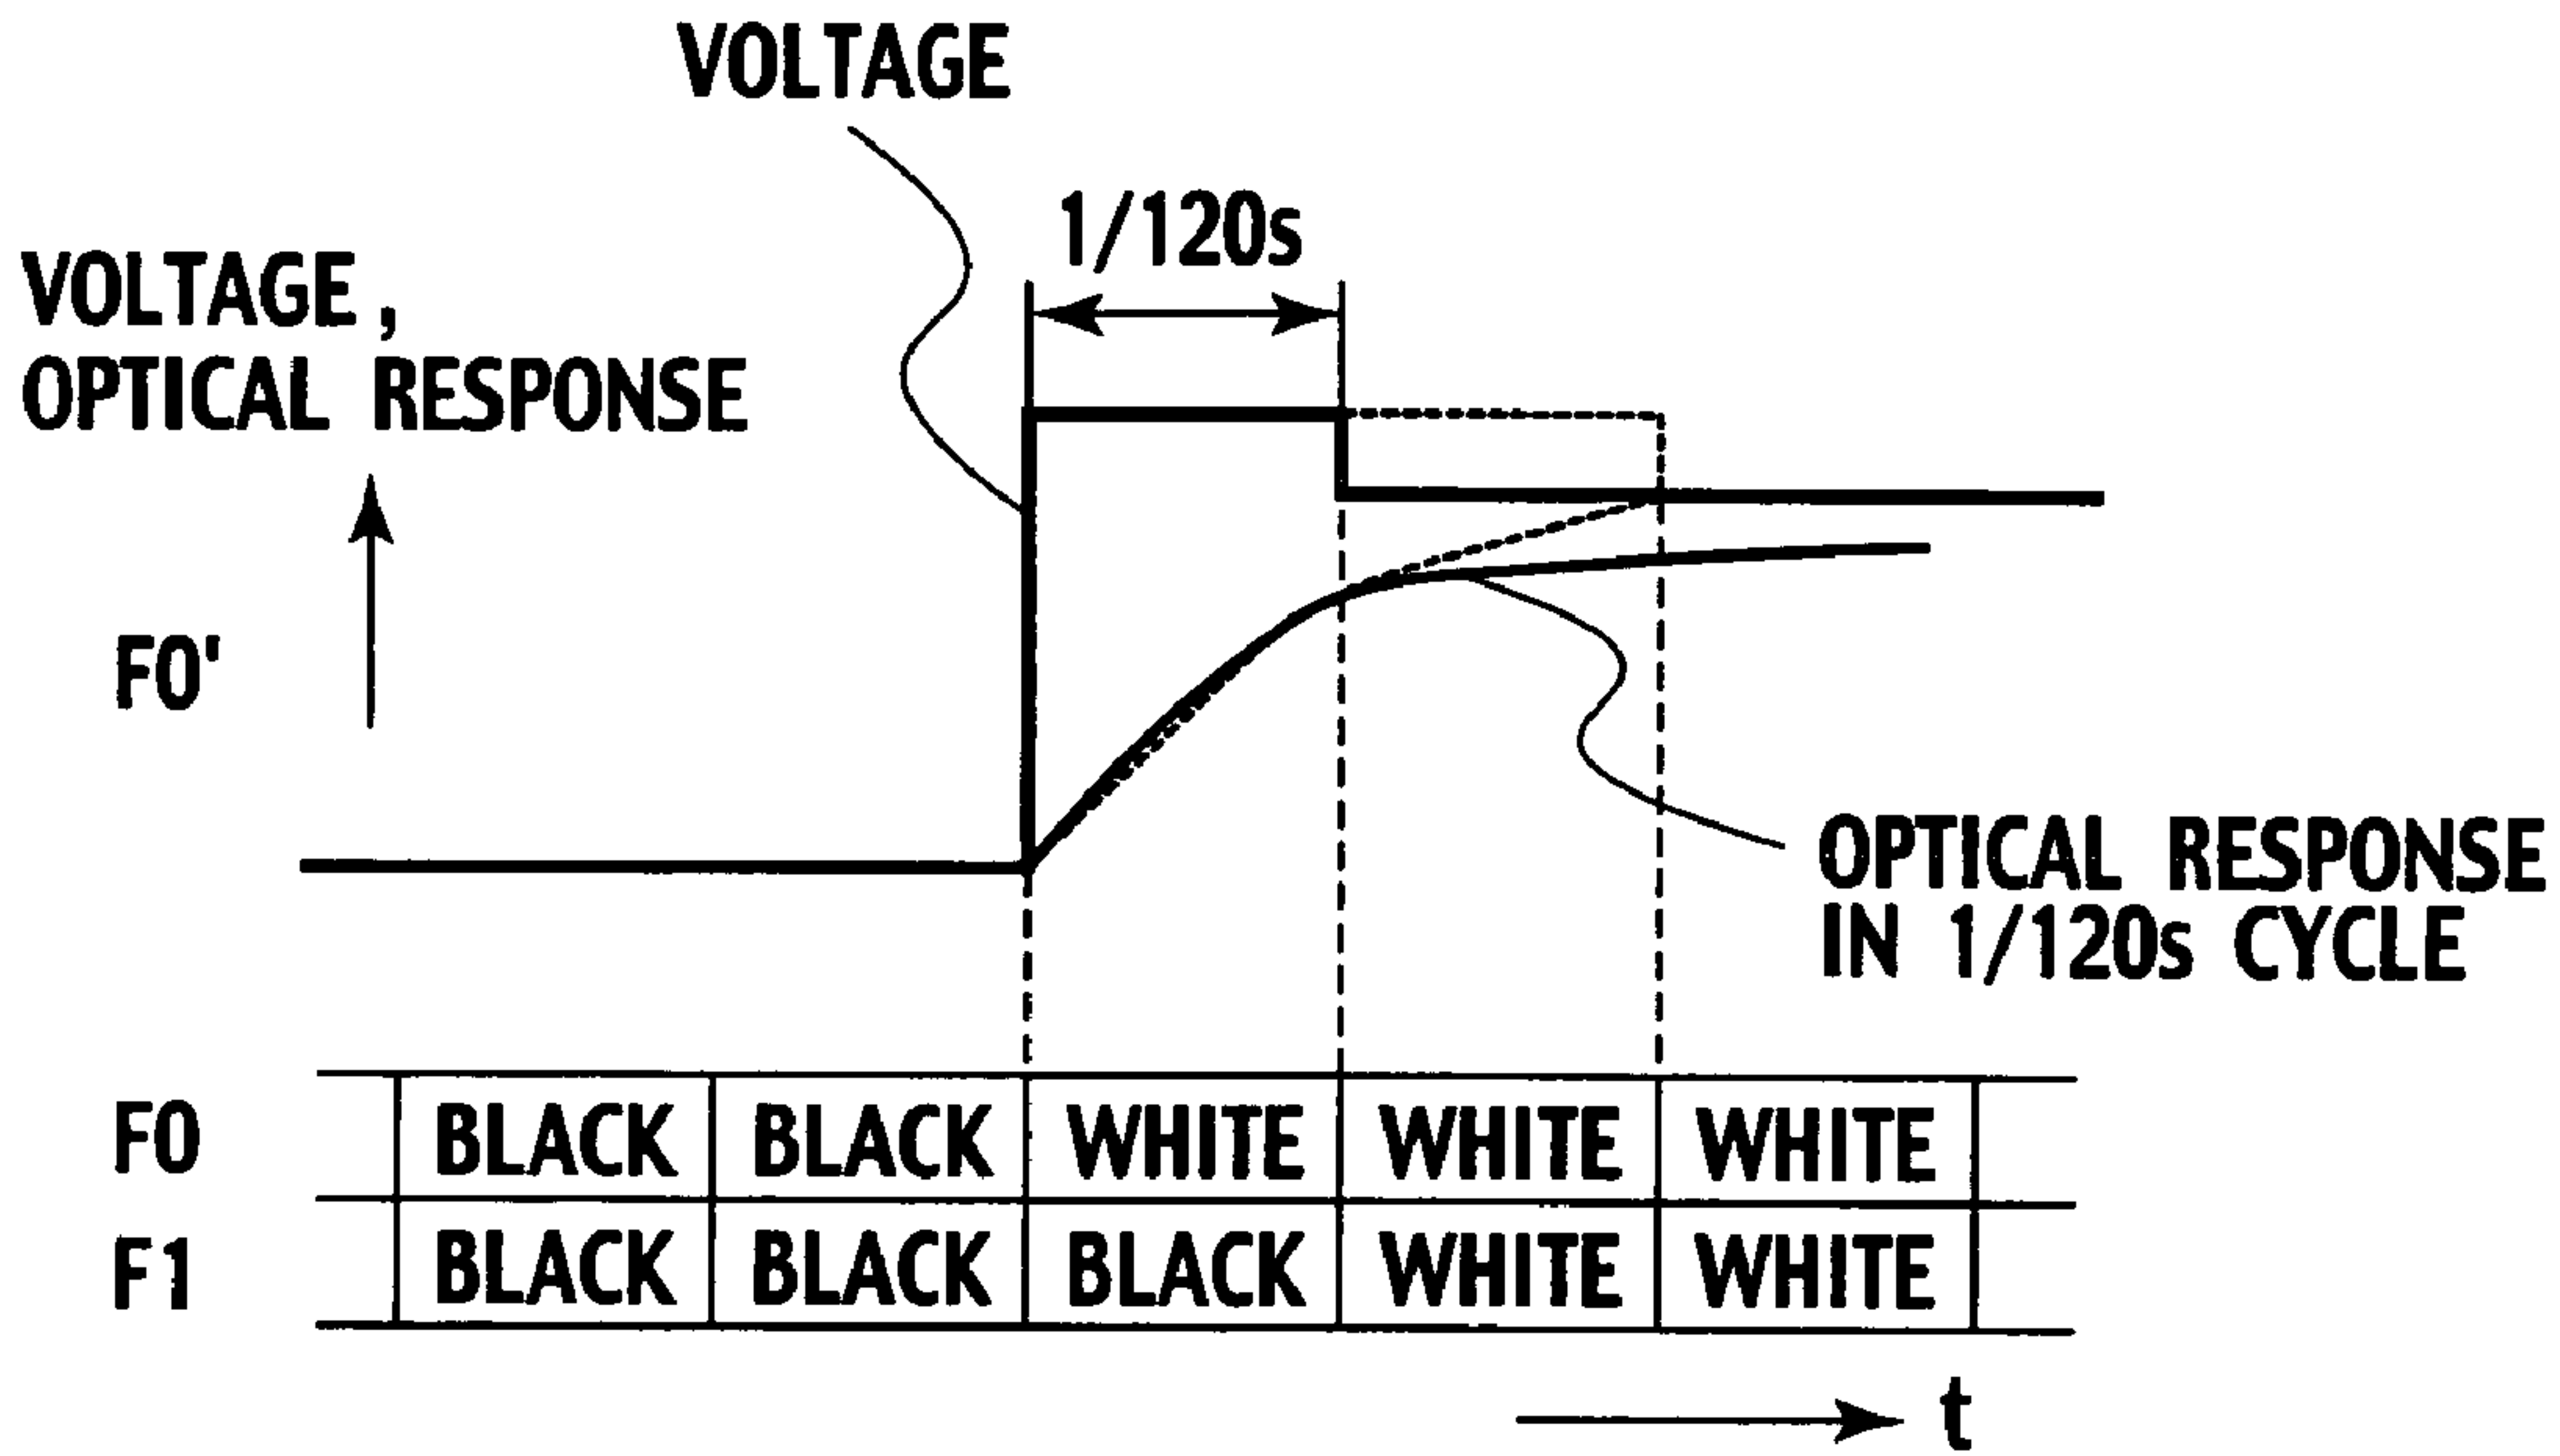 VOLTAGE
1/120s
VOLTAGE,
OPTICAL RESPONSE
F0'
OPTICAL RESPONSE
IN 1/120s CYCLE
F0 BLACK BLACK WHITE WHITE WHITE
F1 BLACK BLACK BLACK WHITE WHITE
t